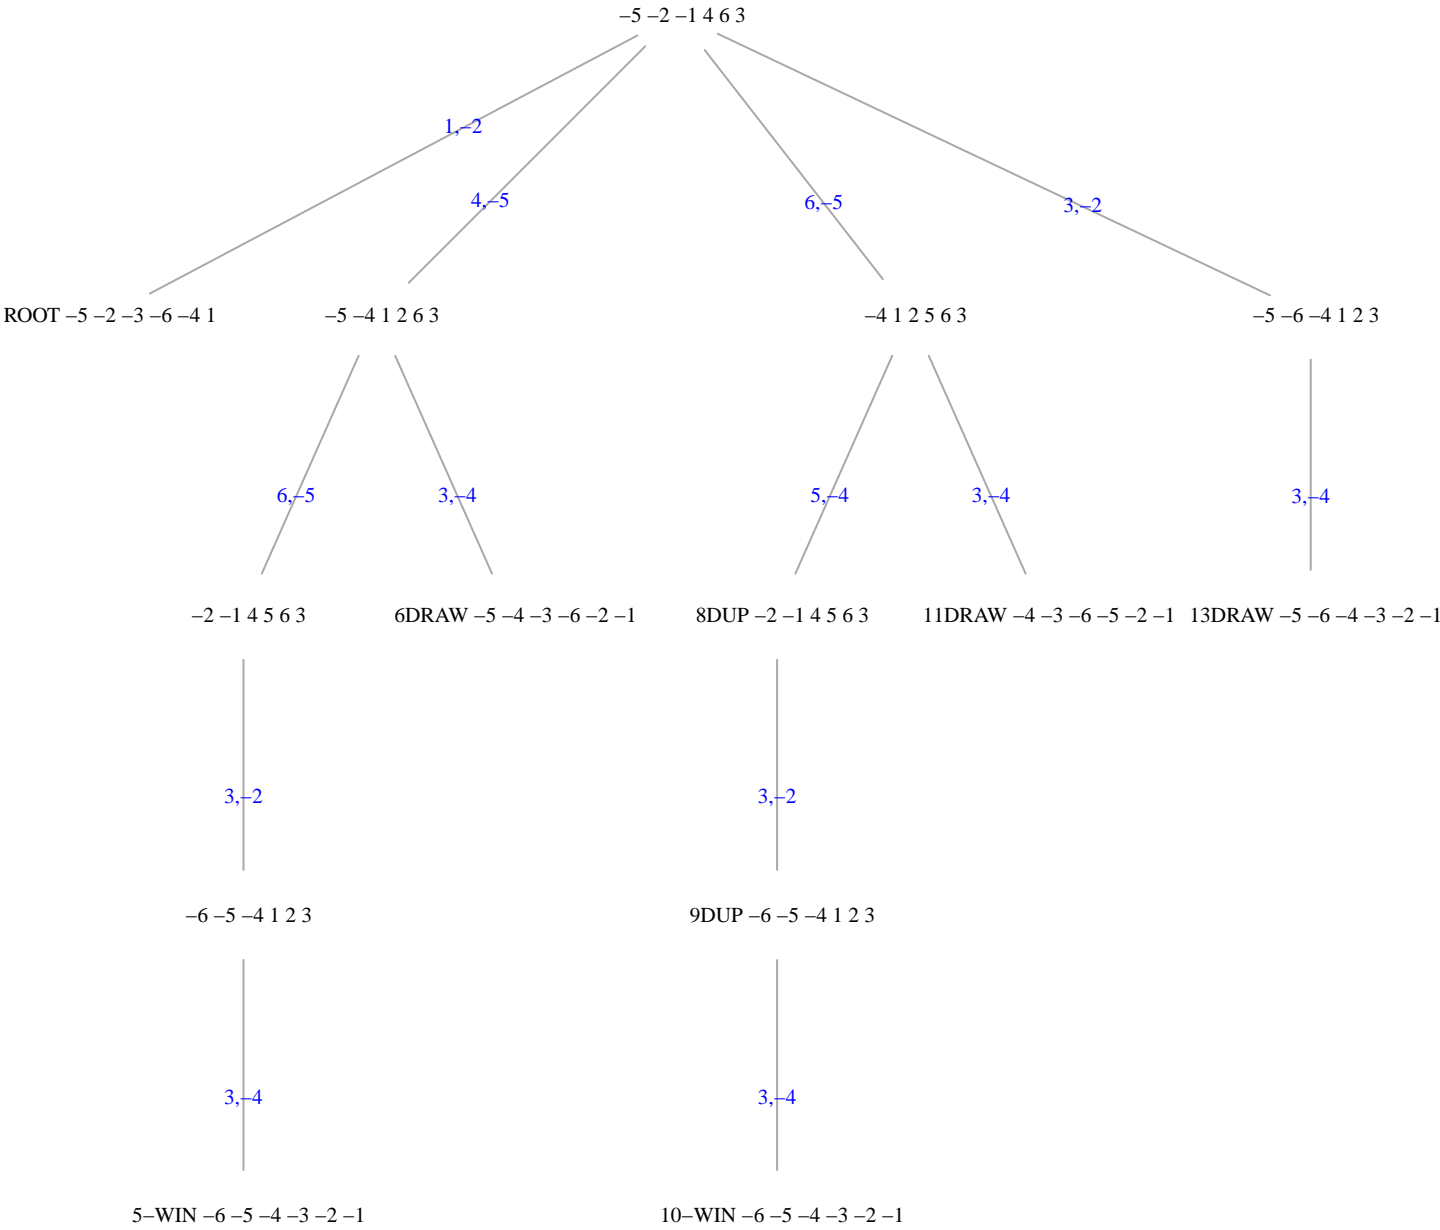 –5 –2 –1 4 6 3
1,–2
4,–5
6,–5
3,–2
ROOT –5 –2 –3 –6 –4 1
–5 –4 1 2 6 3
–4 1 2 5 6 3
–5 –6 –4 1 2 3
6,–5
3,–4
5,–4
3,–4
3,–4
–2 –1 4 5 6 3
6DRAW –5 –4 –3 –6 –2 –1
8DUP –2 –1 4 5 6 3
11DRAW –4 –3 –6 –5 –2 –1
13DRAW –5 –6 –4 –3 –2 –1
3,–2
3,–2
–6 –5 –4 1 2 3
9DUP –6 –5 –4 1 2 3
3,–4
3,–4
5–WIN –6 –5 –4 –3 –2 –1
10–WIN –6 –5 –4 –3 –2 –1